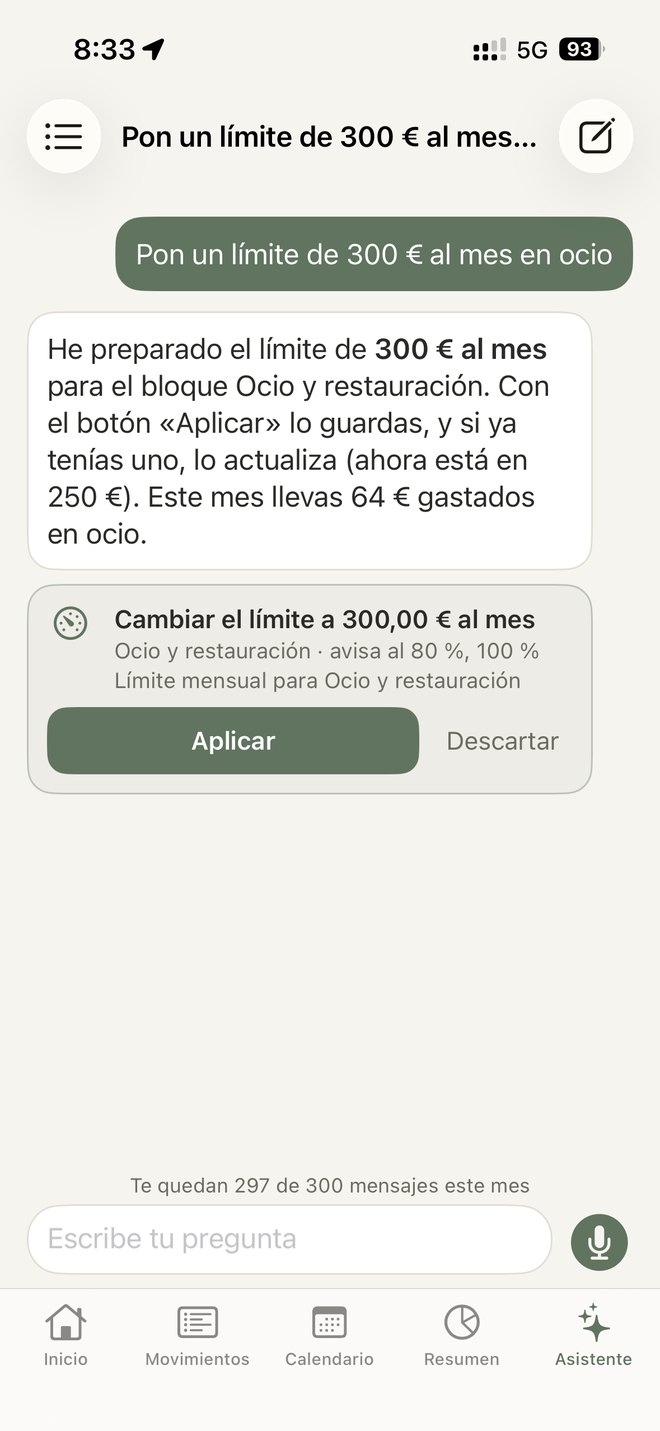 8:33
5G 93
Pon un límite de 300 € al mes...
Pon un límite de 300 € al mes en ocio
He preparado el límite de 300 € al mes
para el bloque Ocio y restauración. Con
el botón «Aplicar» lo guardas, y si ya
tenías uno, lo actualiza (ahora está en
250 €). Este mes llevas 64 € gastados
en ocio.
Cambiar el límite a 300,00 € al mes
Ocio y restauración · avisa al 80 %, 100 %
Límite mensual para Ocio y restauración
Aplicar Descartar
Te quedan 297 de 300 mensajes este mes
Escribe tu pregunta
Inicio Movimientos Calendario Resumen Asistente